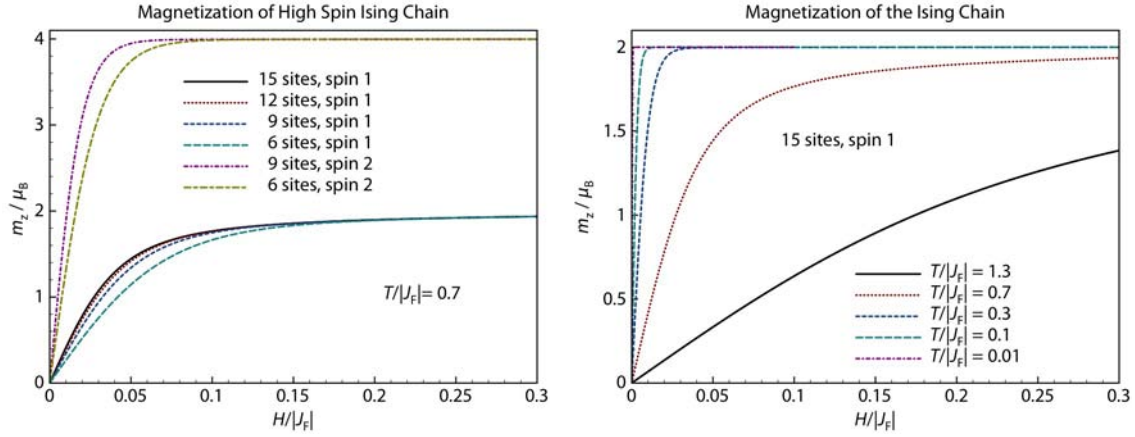 Magnetization of High Spin Ising Chain
4
3
2
1
0
m_z / μ_B
15 sites, spin 1
12 sites, spin 1
9 sites, spin 1
6 sites, spin 1
9 sites, spin 2
6 sites, spin 2
T/|J_F|= 0.7
0 0.05 0.1 0.15 0.2 0.25 0.3
H/|J_F|
Magnetization of the Ising Chain
2
1.5
1
0.5
0
m_z / μ_B
15 sites, spin 1
T/|J_F| = 1.3
T/|J_F| = 0.7
T/|J_F| = 0.3
T/|J_F| = 0.1
T/|J_F| = 0.01
0 0.05 0.1 0.15 0.2 0.25 0.3
H/|J_F|